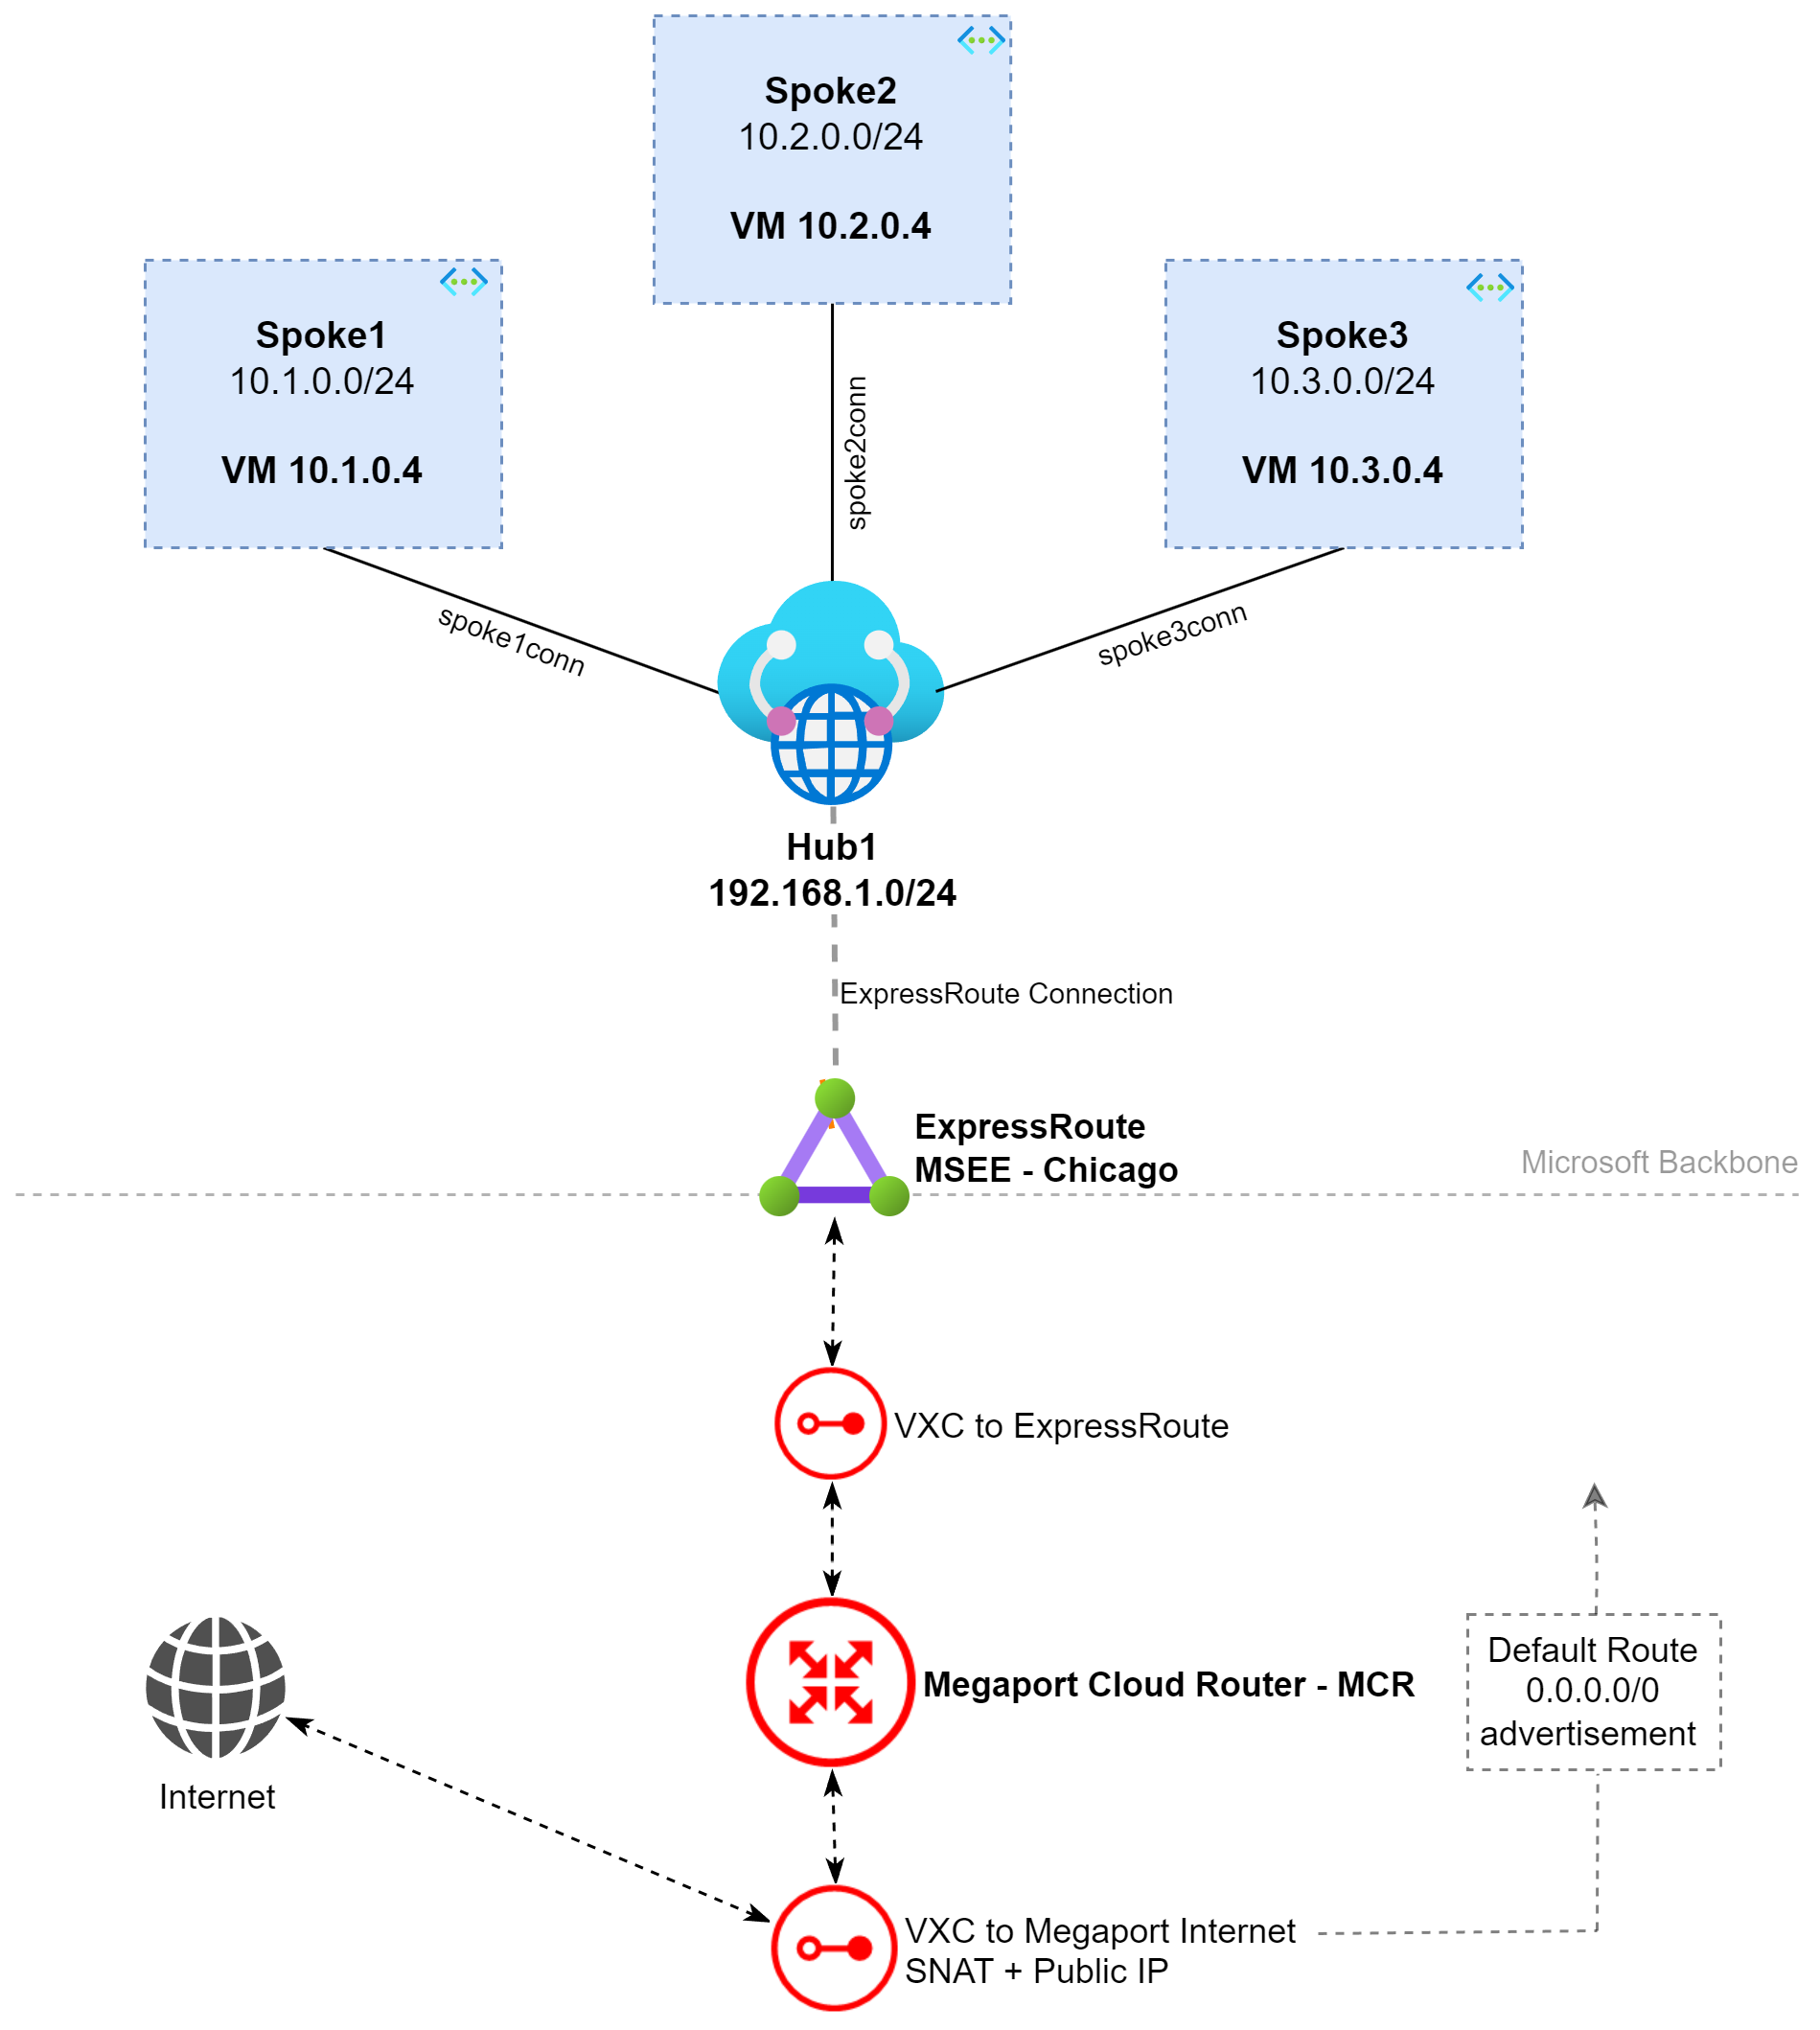 Spoke2
10.2.0.0/24
VM 10.2.0.4
Spoke1
10.1.0.0/24
VM 10.1.0.4
Spoke3
10.3.0.0/24
VM 10.3.0.4
spoke2conn
spoke1conn
spoke3conn
Hub1
192.168.1.0/24
ExpressRoute Connection
ExpressRoute
MSEE - Chicago
Microsoft Backbone
VXC to ExpressRoute
Default Route
0.0.0.0/0
advertisement
Megaport Cloud Router - MCR
Internet
VXC to Megaport Internet
SNAT + Public IP